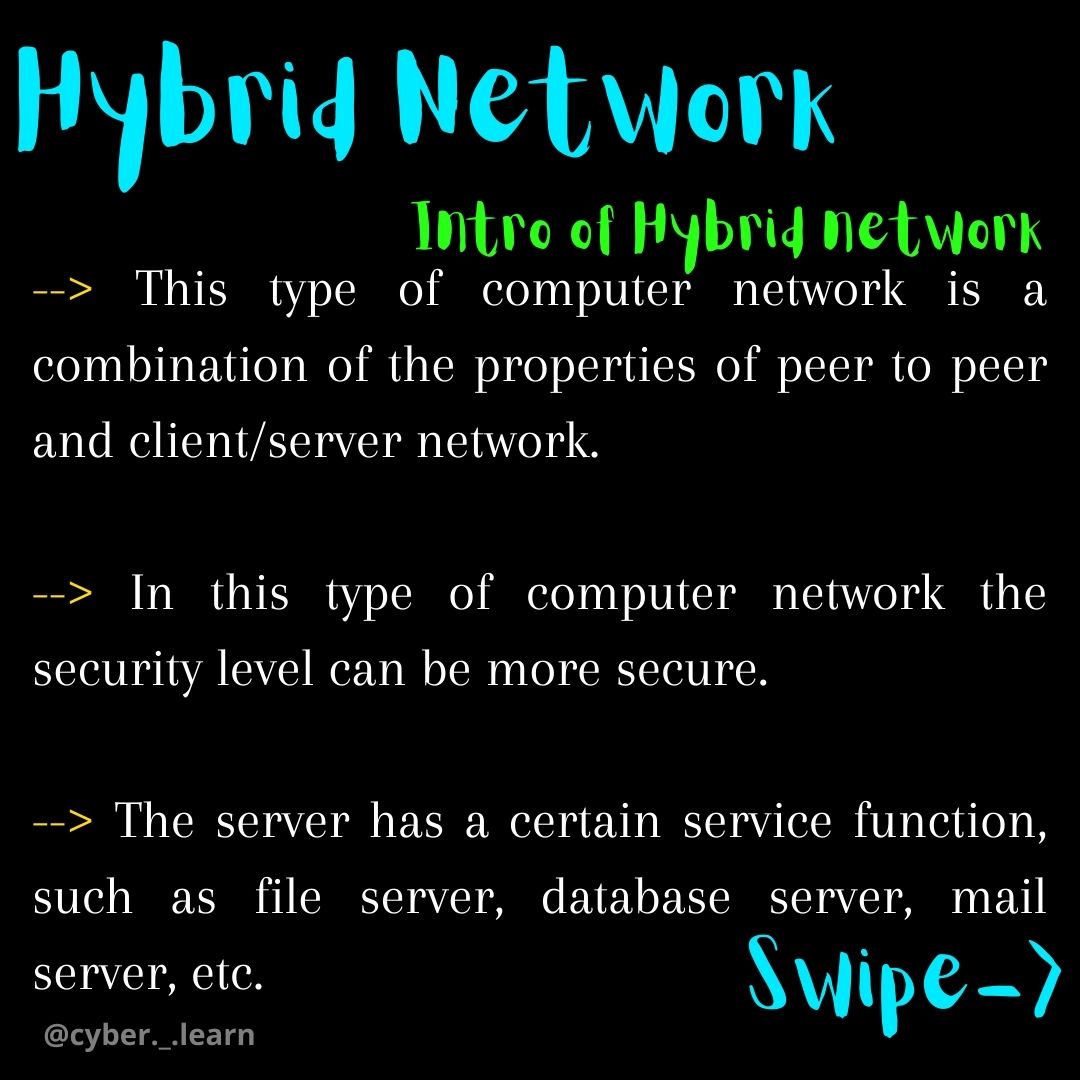 Hybrid Network
Intro of Hybrid network
--> This type of computer network is a
combination of the properties of peer to peer
and client/server network.
--> In this type of computer network the
security level can be more secure.
--> The server has a certain service function,
such as file server, database server, mail
server, etc.
Swipe->
@cyber._.learn